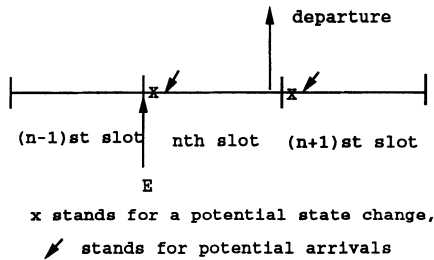 departure
x x
(n-1)st slot nth slot (n+1)st slot
E
x stands for a potential state change,
stands for potential arrivals